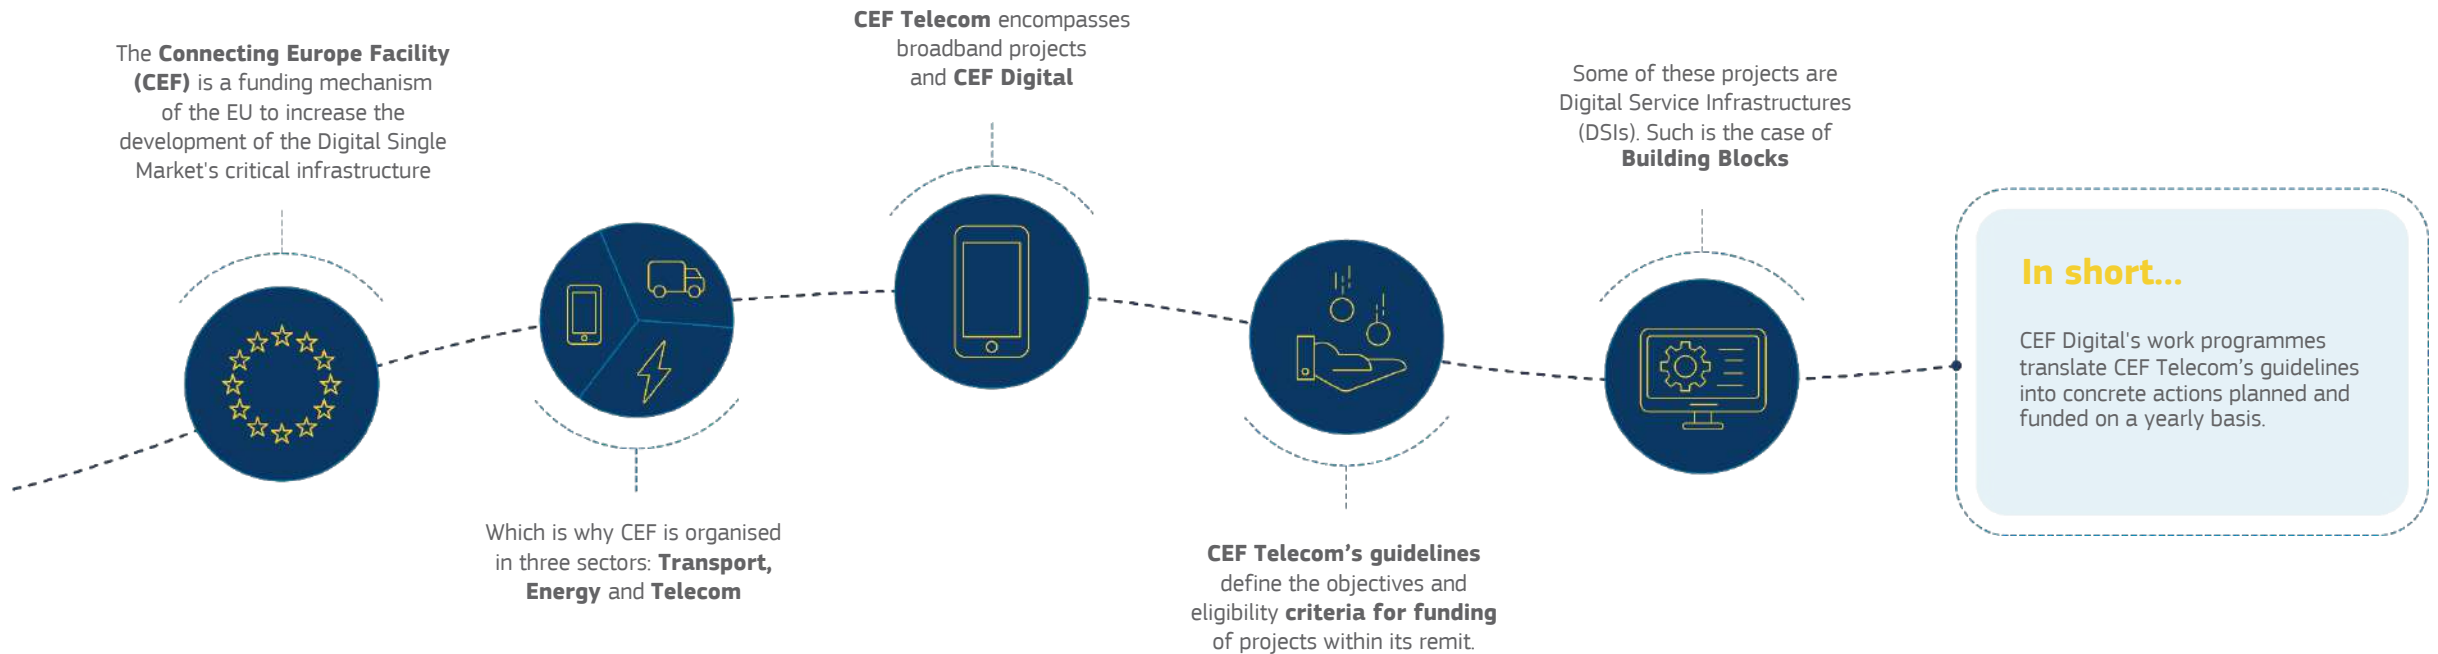 The Connecting Europe Facility
(CEF) is a funding mechanism
of the EU to increase the
development of the Digital Single
Market's critical infrastructure
Which is why CEF is organised
in three sectors: Transport,
Energy and Telecom
CEF Telecom encompasses
broadband projects
and CEF Digital
CEF Telecom’s guidelines
define the objectives and
eligibility criteria for funding
of projects within its remit.
Some of these projects are
Digital Service Infrastructures
(DSIs). Such is the case of
Building Blocks
In short...
CEF Digital's work programmes
translate CEF Telecom’s guidelines
into concrete actions planned and
funded on a yearly basis.